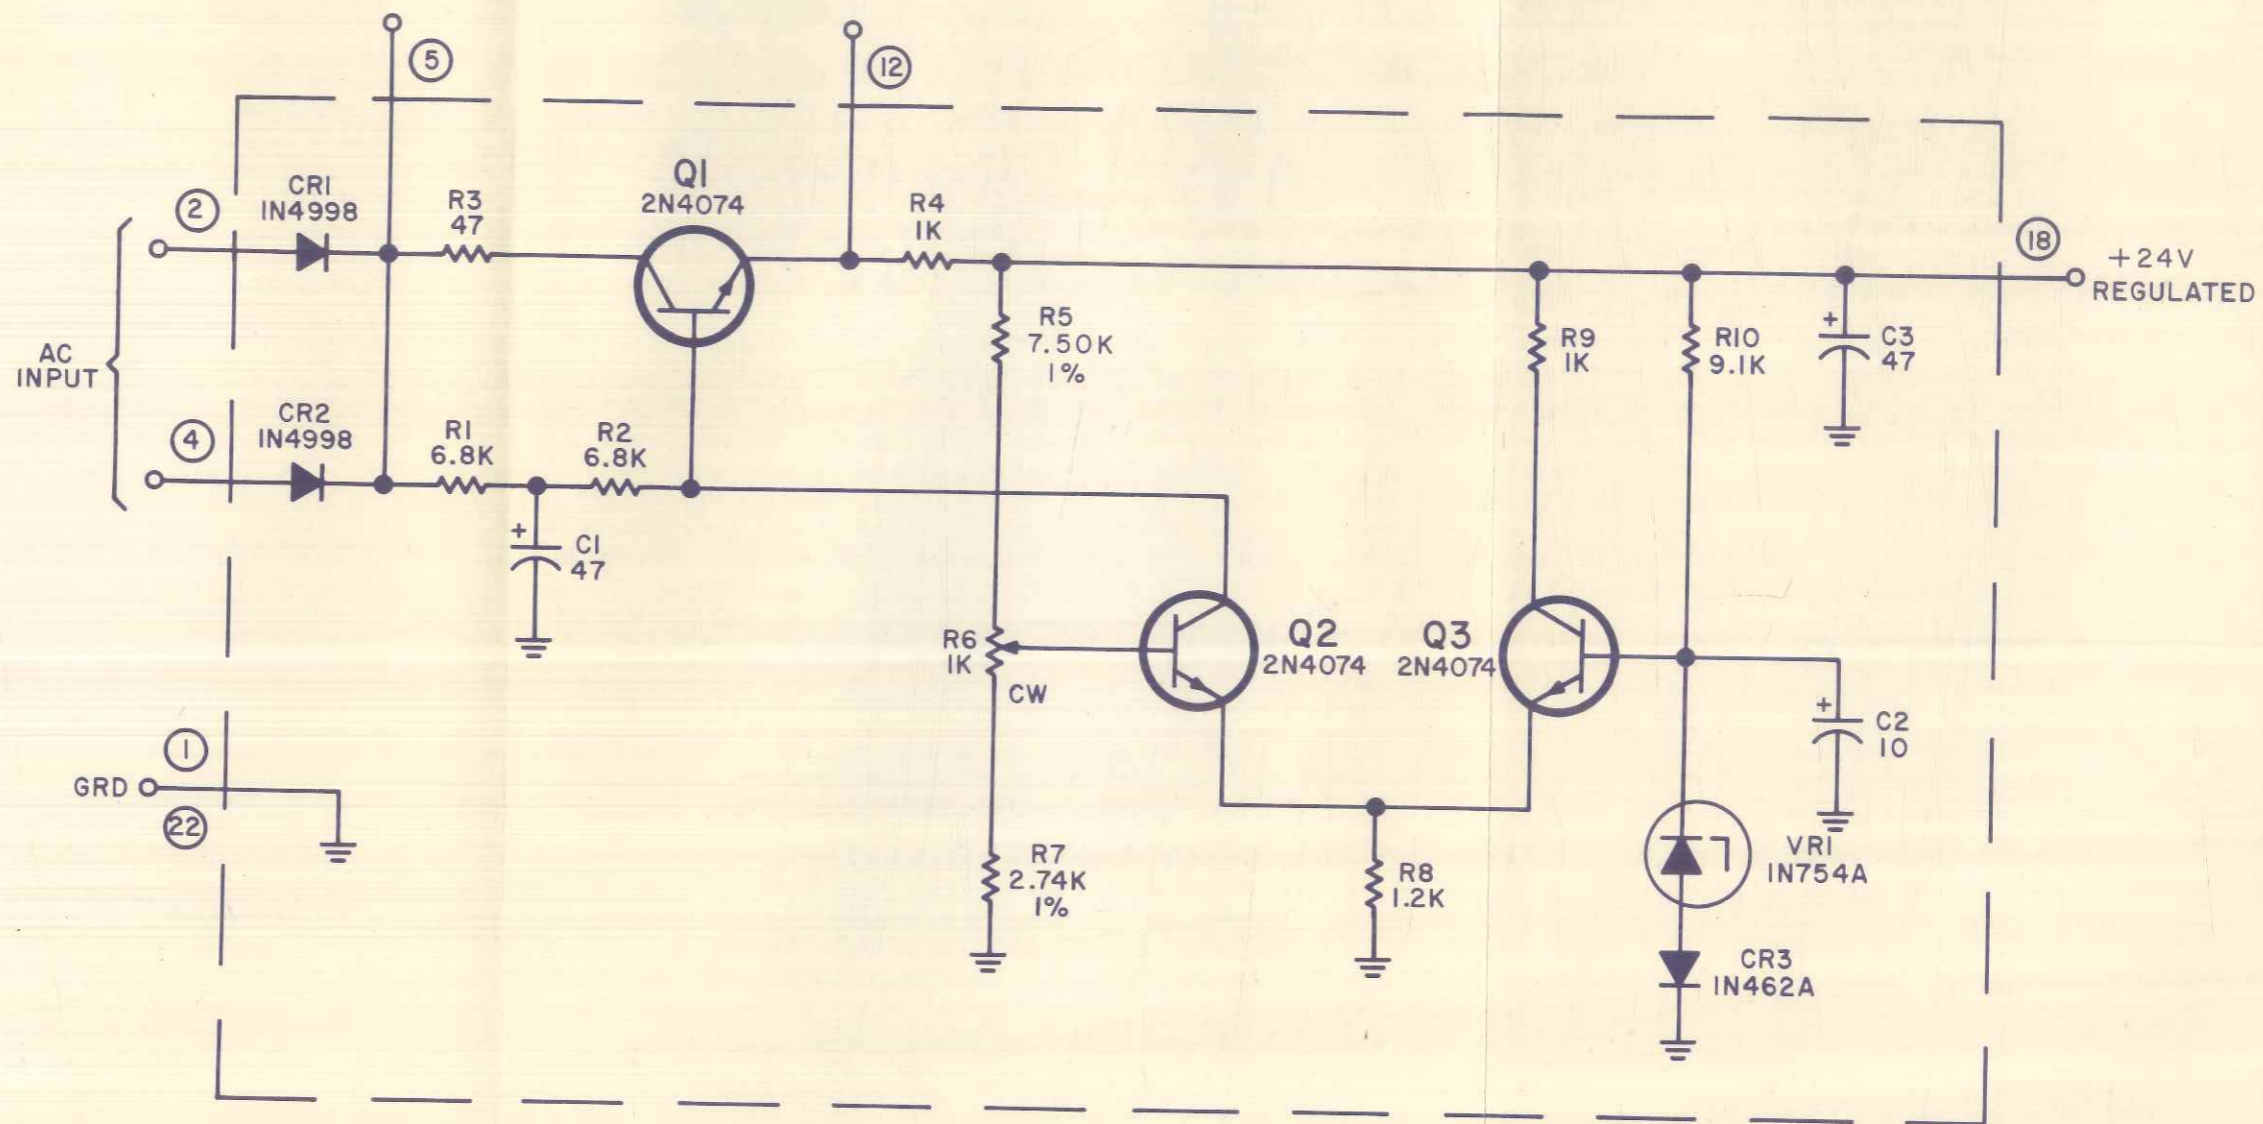 5
12
2
CR1
1N4998
R3
47
Q1
2N4074
R4
1K
18
+24V
REGULATED
AC
INPUT
R5
7.50K
1%
R9
1K
R10
9.1K
+
C3
47
4
CR2
1N4998
R1
6.8K
R2
6.8K
+
C1
47
R6
1K
CW
Q2
2N4074
Q3
2N4074
+
C2
10
1
GRD
22
R7
2.74K
1%
R8
1.2K
VR1
1N754A
CR3
1N462A